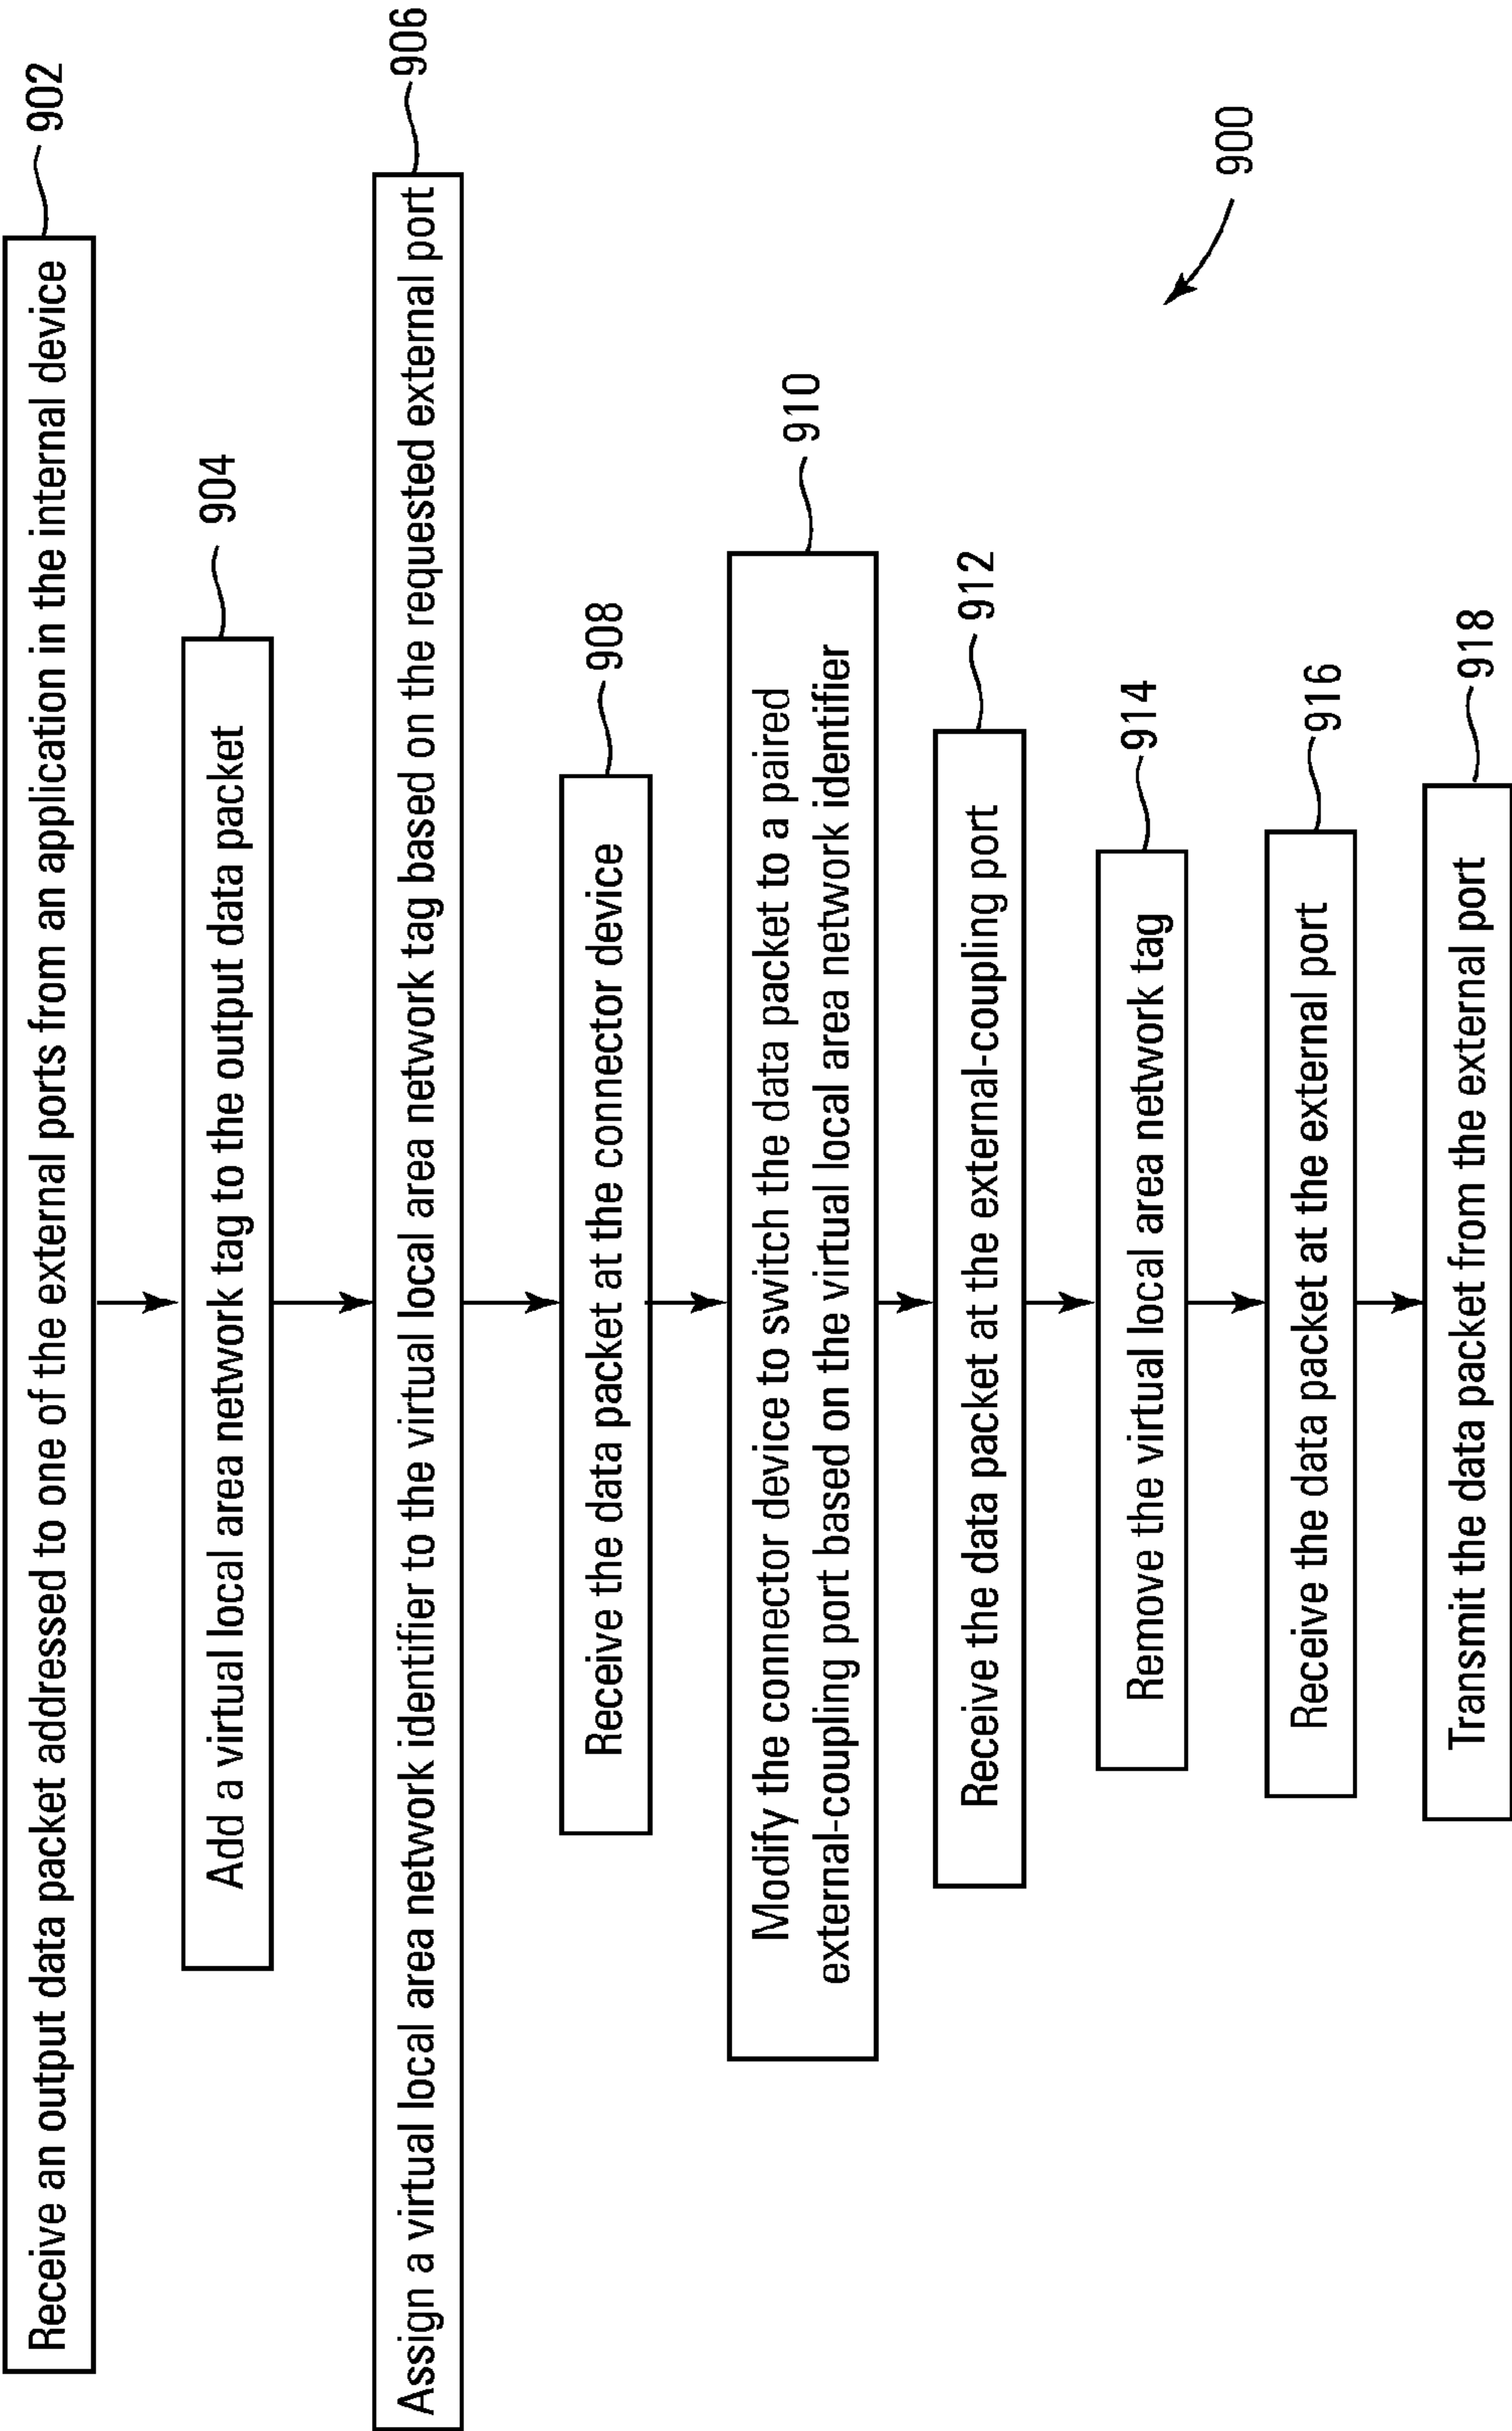 Receive an output data packet addressed to one of the external ports from an application in the internal device
902
Add a virtual local area network tag to the output data packet
904
Assign a virtual local area network identifier to the virtual local area network tag based on the requested external port
906
Receive the data packet at the connector device
908
Modify the connector device to switch the data packet to a paired
external-coupling port based on the virtual local area network identifier
910
Receive the data packet at the external-coupling port
912
Remove the virtual local area network tag
914
Receive the data packet at the external port
916
Transmit the data packet from the external port
918
900